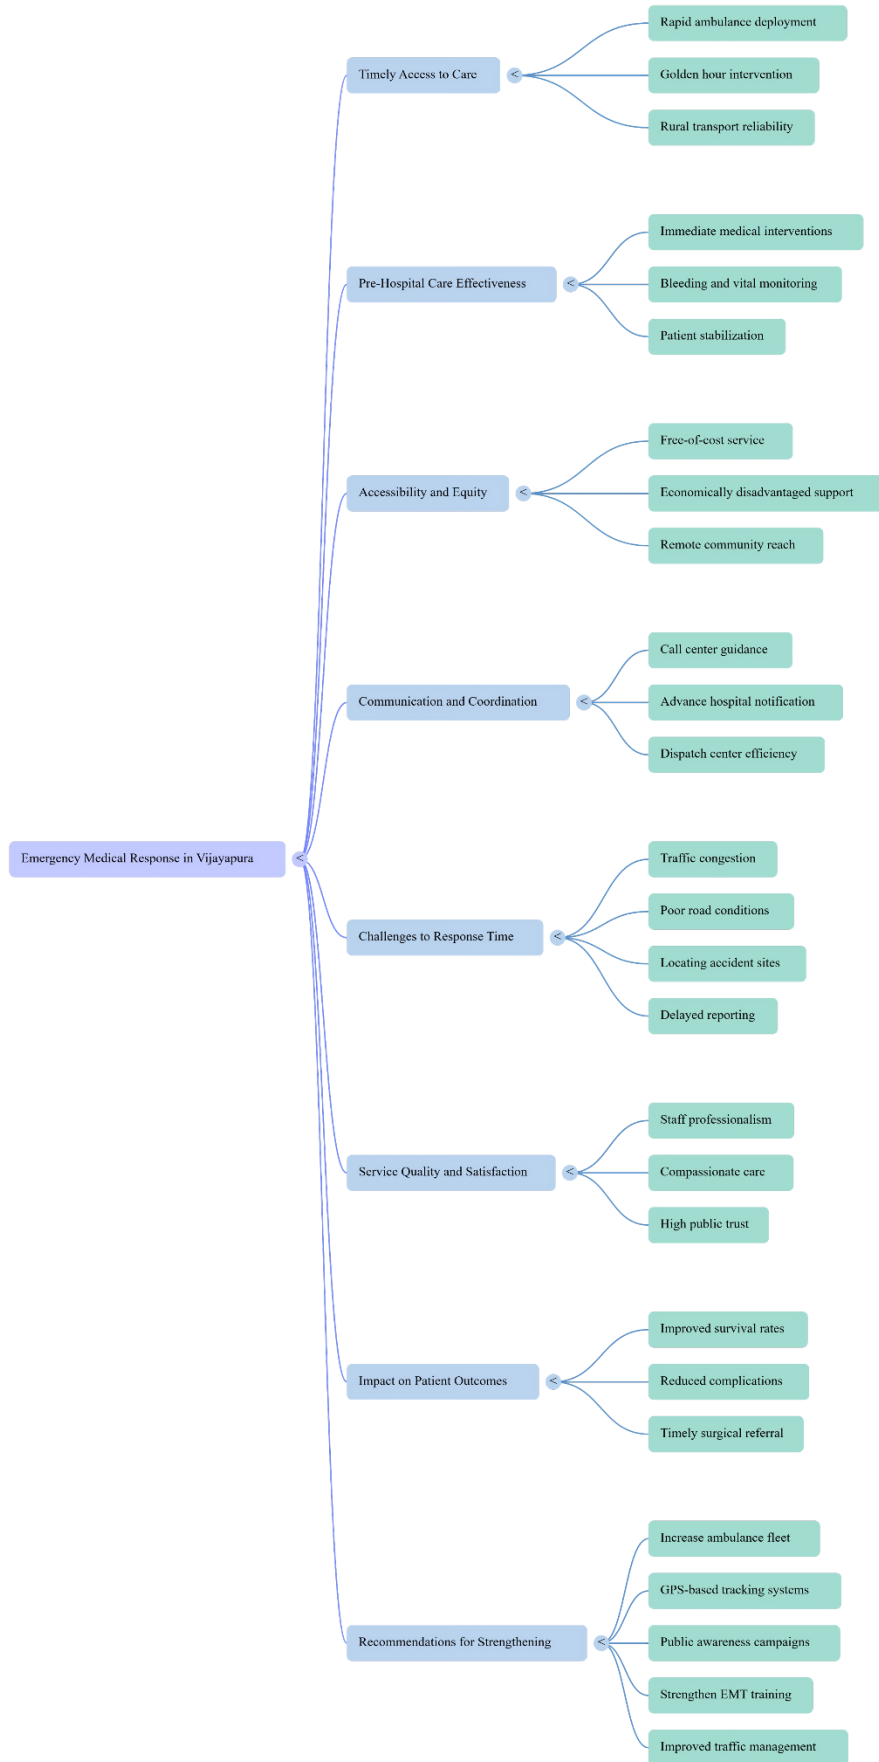 Emergency Medical Response in Vijayapura
<
Timely Access to Care
<
Rapid ambulance deployment
Golden hour intervention
Rural transport reliability
Pre-Hospital Care Effectiveness
<
Immediate medical interventions
Bleeding and vital monitoring
Patient stabilization
Accessibility and Equity
<
Free-of-cost service
Economically disadvantaged support
Remote community reach
Communication and Coordination
<
Call center guidance
Advance hospital notification
Dispatch center efficiency
Challenges to Response Time
<
Traffic congestion
Poor road conditions
Locating accident sites
Delayed reporting
Service Quality and Satisfaction
<
Staff professionalism
Compassionate care
High public trust
Impact on Patient Outcomes
<
Improved survival rates
Reduced complications
Timely surgical referral
Recommendations for Strengthening
<
Increase ambulance fleet
GPS-based tracking systems
Public awareness campaigns
Strengthen EMT training
Improved traffic management